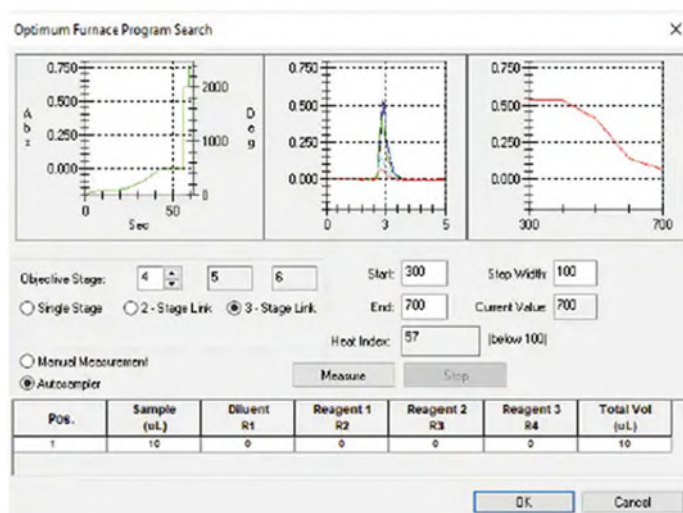 Optimum Furnace Program Search
0.750
0.500
0.250
0.000
Abs
2000
1000
0
Deg
0 50
Sec
0.750
0.500
0.250
0.000
0 3 5
0.750
0.500
0.250
0.000
300 700
Objective Stage: 4 5 6 Start: 300 Step Width: 100
Single Stage 2 - Stage Link 3 - Stage Link End: 700 Current Value: 700
Heat Index: 57 (below 100)
Manual Measurement
Autosampler Measure Stop
Pos. Sample (uL) Diluent R1 Reagent 1 R2 Reagent 2 R3 Reagent 3 R4 Total Vol (uL)
1 10 0 0 0 0 10
OK Cancel